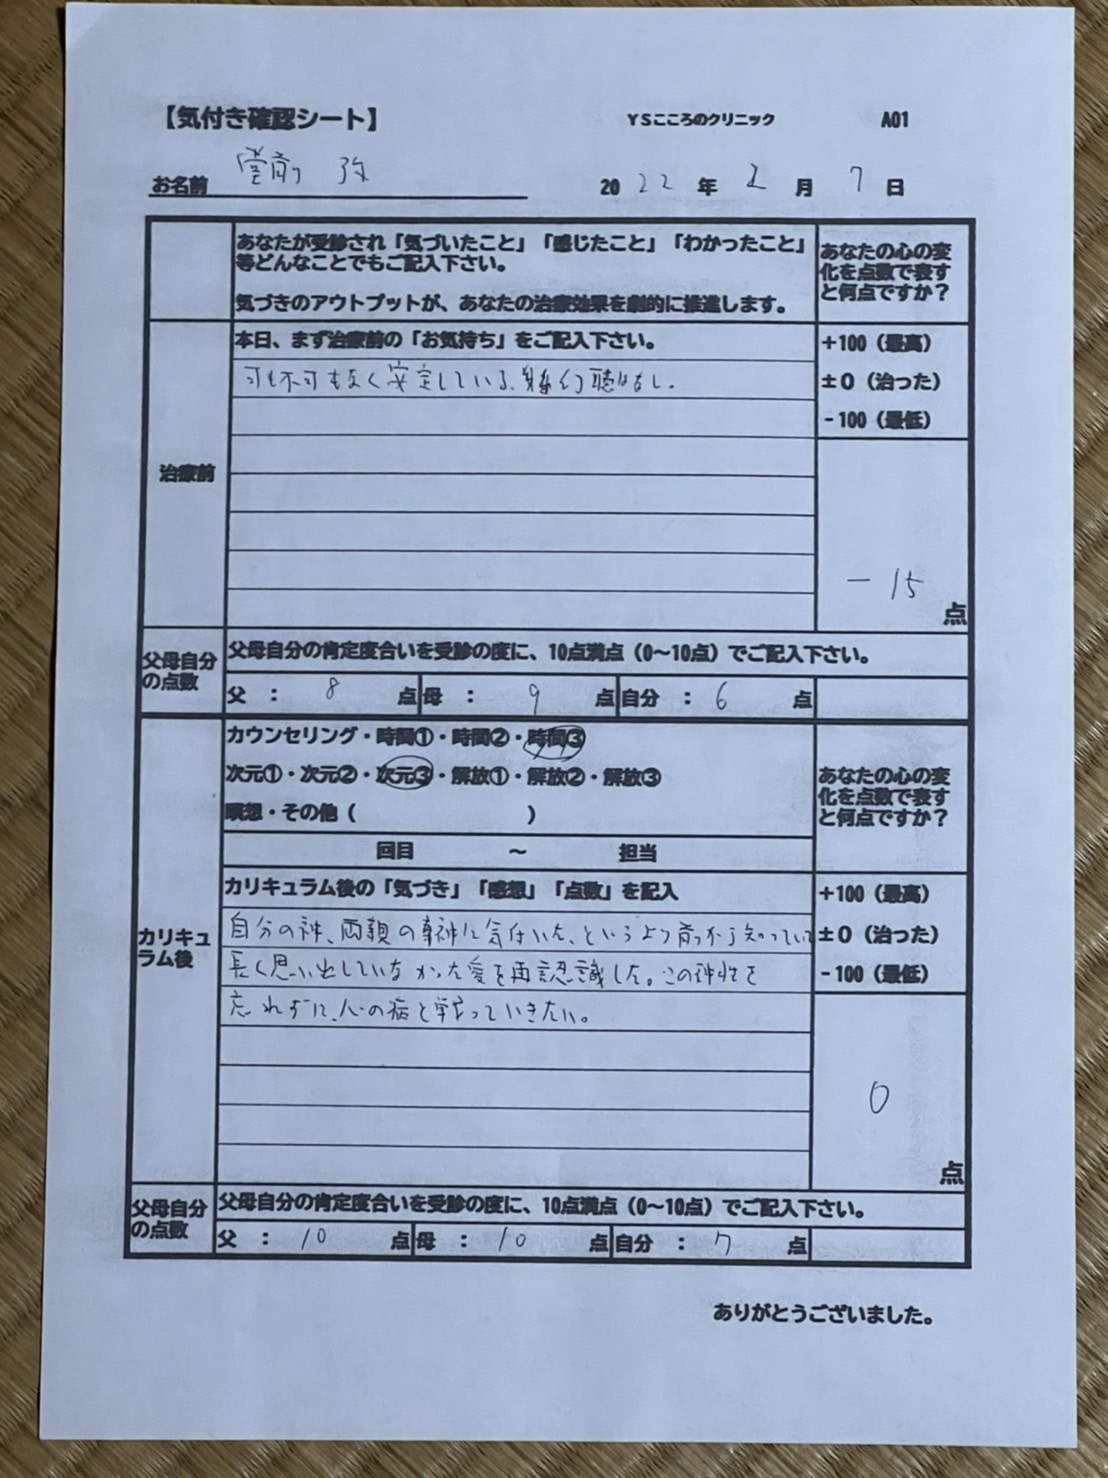 【気付き確認シート】 YSこころのクリニック A01
お名前 堂前 弥 2022年 2月 7日
あなたが受診され「気づいたこと」「感じたこと」「わかったこと」
等どんなことでもご記入下さい。
気づきのアウトプットが、あなたの治療効果を劇的に推進します。
あなたの心の変
化を点数で表す
と何点ですか？
治療前
本日、まず治療前の「お気持ち」をご記入下さい。
可も不可もなく安定している、幻聴はなし.
+100（最高）
±0（治った）
-100（最低）
-15
点
父母自分
の点数
父母自分の肯定度合いを受診の度に、10点満点（0～10点）でご記入下さい。
父 : 8 点 母 : 9 点 自分 : 6 点
カリキュ
ラム後
カウンセリング・時間①・時間②・時間③
次元①・次元②・次元③・解放①・解放②・解放③
瞑想・その他（ ）
回目 ～ 担当
あなたの心の変
化を点数で表す
と何点ですか？
カリキュラム後の「気づき」「感想」「点数」を記入
自分の神、両親の神に気付いた、というより前から知っていて
長く思い出していなかった愛を再認識した。この神性を
忘れずに、心の病と戦っていきたい。
+100（最高）
±0（治った）
-100（最低）
0
点
父母自分
の点数
父母自分の肯定度合いを受診の度に、10点満点（0～10点）でご記入下さい。
父 : 10 点 母 : 10 点 自分 : 7 点
ありがとうございました。